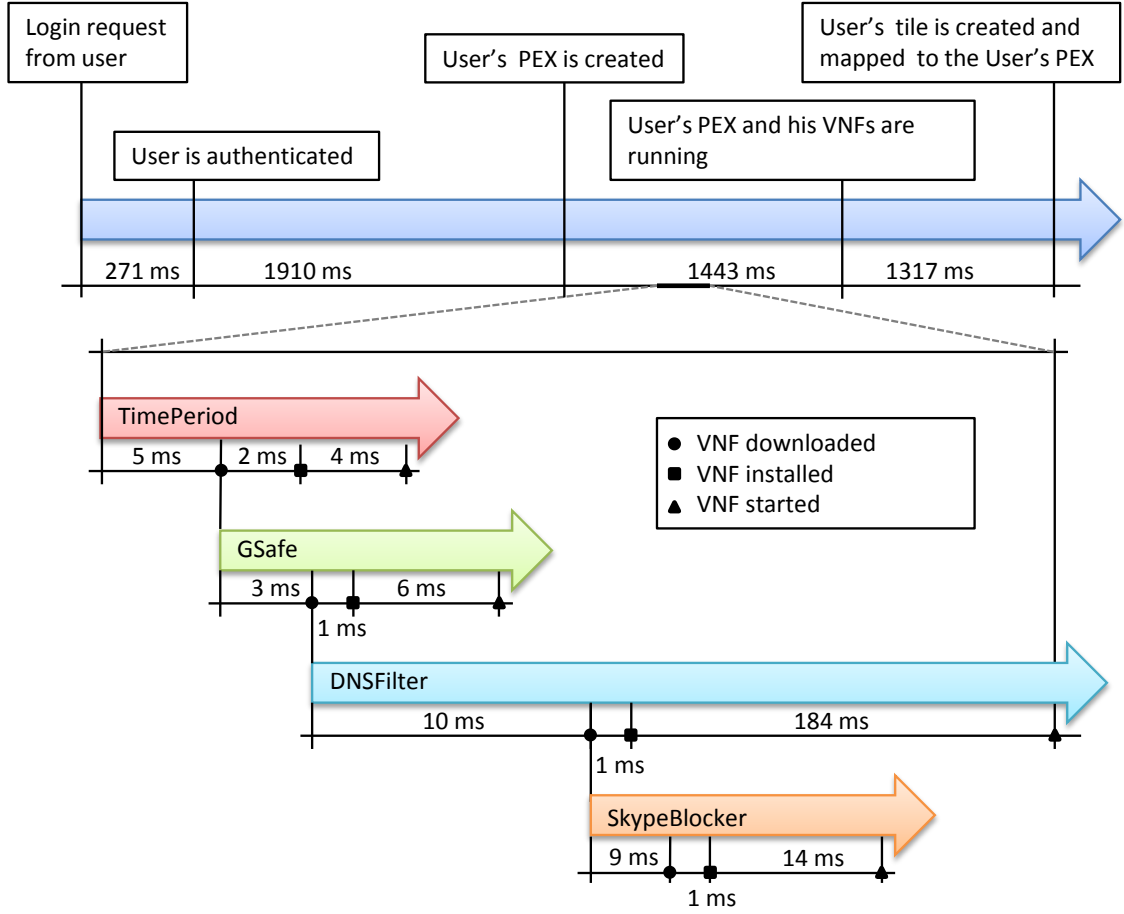 Login request
from user
User's PEX is created
User's tile is created and
mapped to the User's PEX
User is authenticated
User's PEX and his VNFs are
running
271 ms
1910 ms
1443 ms
1317 ms
TimePeriod
5 ms
2 ms
4 ms
VNF downloaded
VNF installed
VNF started
GSafe
3 ms
6 ms
1 ms
DNSFilter
10 ms
184 ms
1 ms
SkypeBlocker
9 ms
14 ms
1 ms